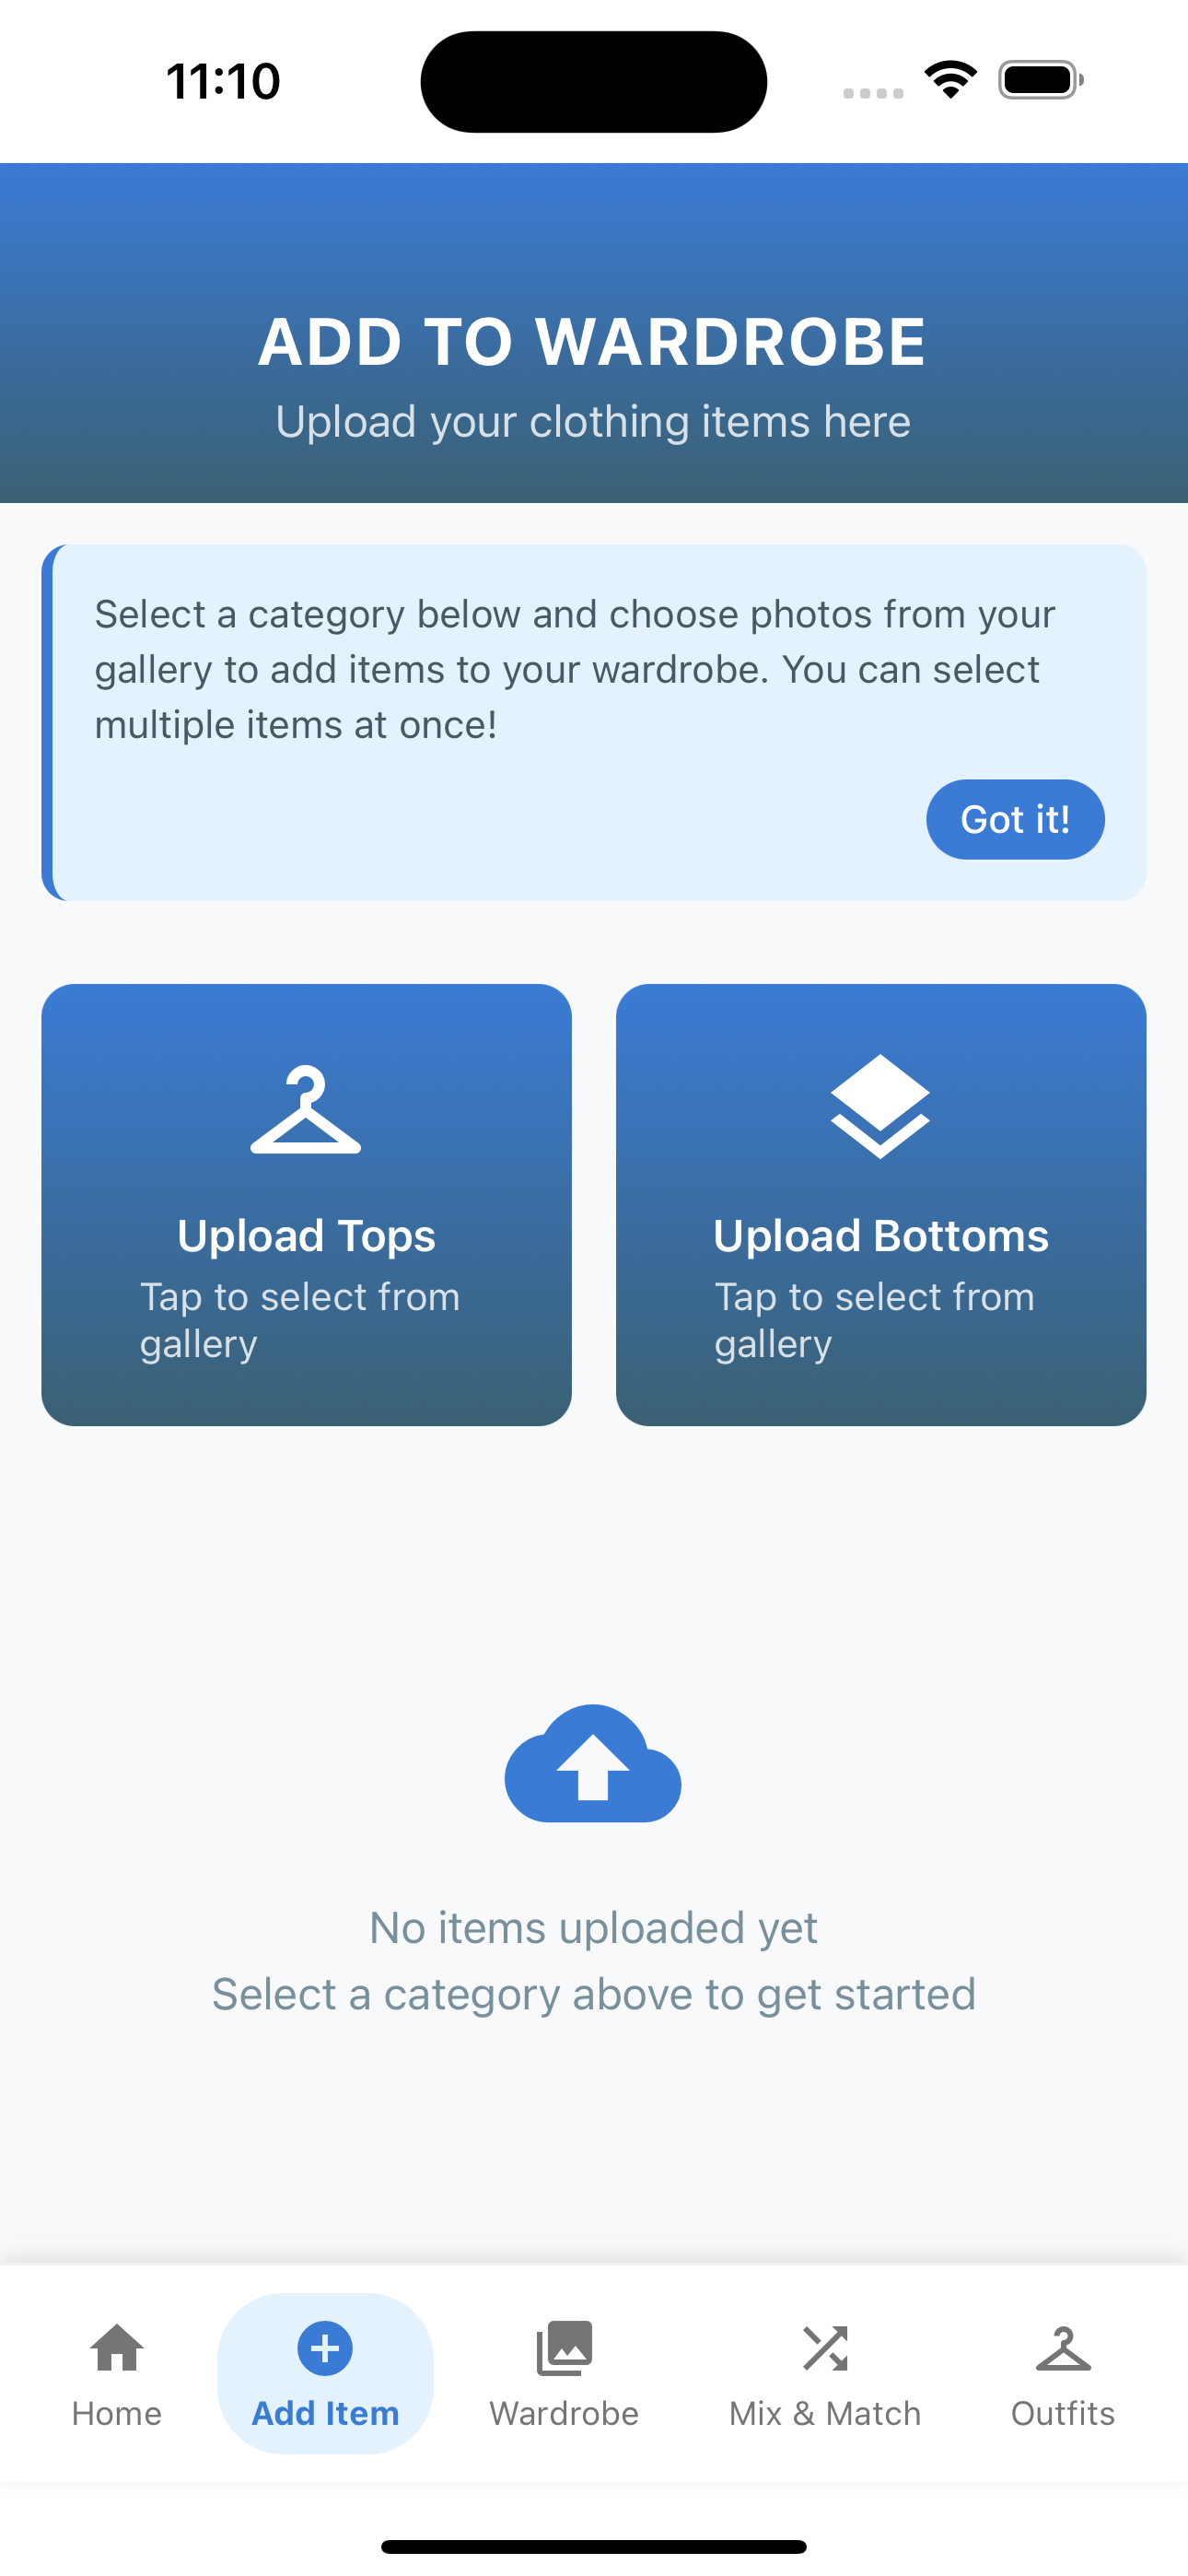 11:10
ADD TO WARDROBE
Upload your clothing items here
Select a category below and choose photos from your
gallery to add items to your wardrobe. You can select
multiple items at once!
Got it!
Upload Tops
Tap to select from
gallery
Upload Bottoms
Tap to select from
gallery
No items uploaded yet
Select a category above to get started
Home
Add Item
Wardrobe
Mix & Match
Outfits